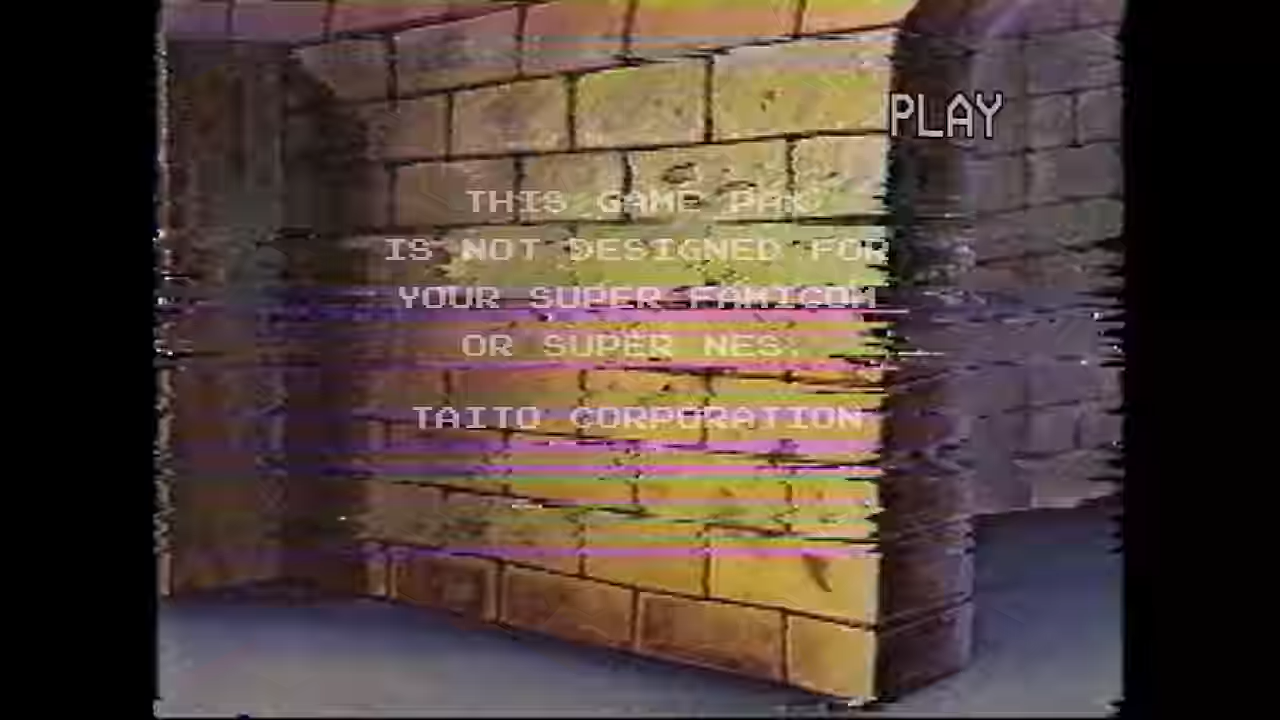 PLAY
THIS GAME PAK
IS NOT DESIGNED FOR
YOUR SUPER FAMICOM
OR SUPER NES.
TAITO CORPORATION